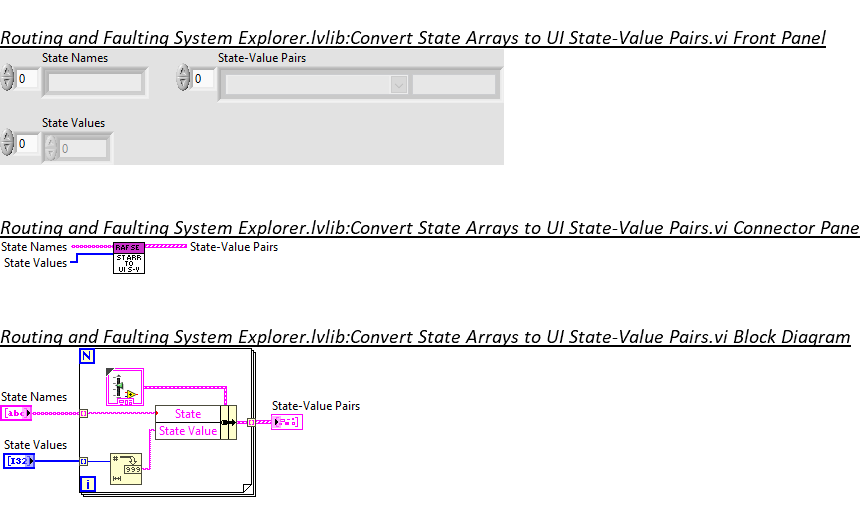 Routing and Faulting System Explorer.lvlib:Convert State Arrays to UI State-Value Pairs.vi Front Panel
State Names
State-Value Pairs
0
0
State Values
0
0
Routing and Faulting System Explorer.lvlib:Convert State Arrays to UI State-Value Pairs.vi Connector Pane
State Names
RAFSE
State-Value Pairs
State Values
STARR
TO
UI S-V
Routing and Faulting System Explorer.lvlib:Convert State Arrays to UI State-Value Pairs.vi Block Diagram
N
State Names
State-Value Pairs
[abc
State
State Value
State Values
[I32
#
999
i